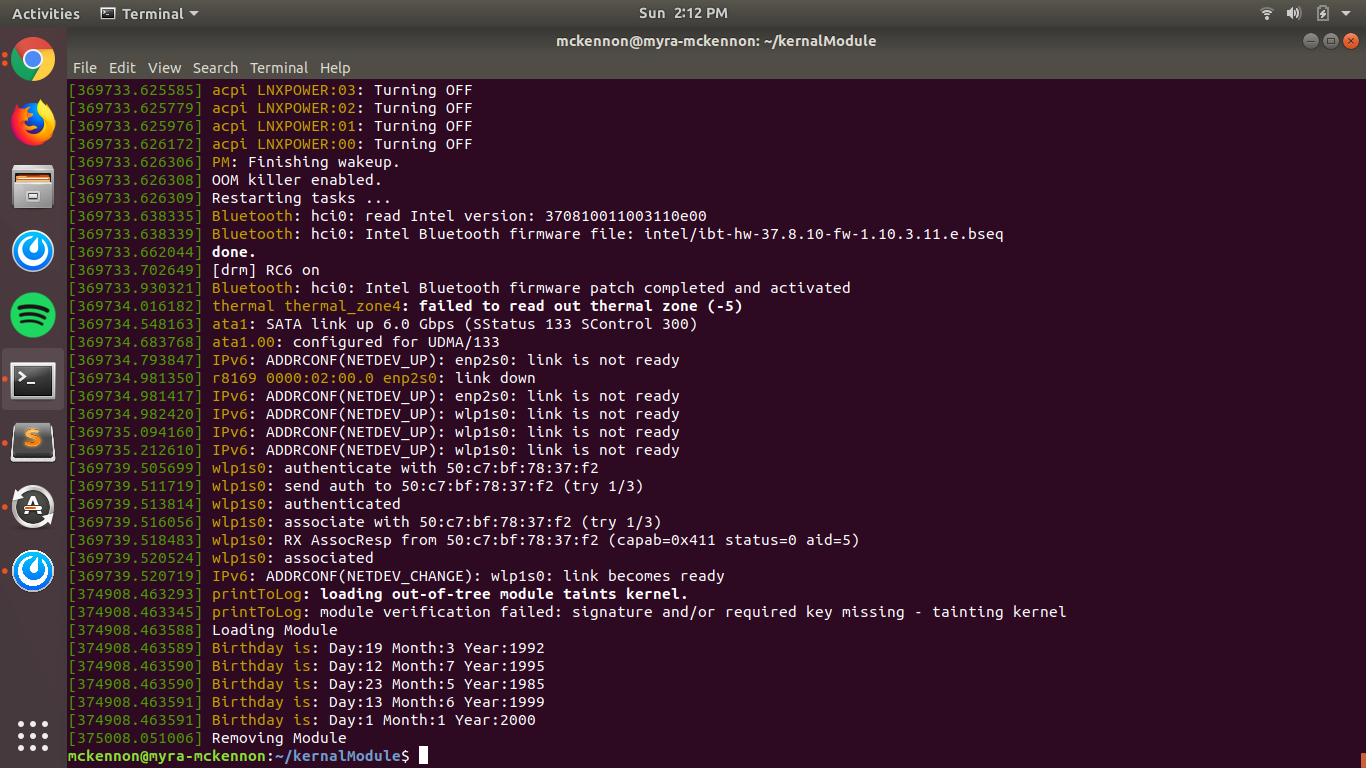 Activities Terminal Sun 2:12 PM
mckennon@myra-mckennon: ~/kernalModule
File Edit View Search Terminal Help
[369733.625585] acpi LNXPOWER:03: Turning OFF
[369733.625779] acpi LNXPOWER:02: Turning OFF
[369733.625976] acpi LNXPOWER:01: Turning OFF
[369733.626172] acpi LNXPOWER:00: Turning OFF
[369733.626306] PM: Finishing wakeup.
[369733.626308] OOM killer enabled.
[369733.626309] Restarting tasks ...
[369733.638335] Bluetooth: hci0: read Intel version: 370810011003110e00
[369733.638339] Bluetooth: hci0: Intel Bluetooth firmware file: intel/ibt-hw-37.8.10-fw-1.10.3.11.e.bseq
[369733.662044] done.
[369733.702649] [drm] RC6 on
[369733.930321] Bluetooth: hci0: Intel Bluetooth firmware patch completed and activated
[369734.016182] thermal thermal_zone4: failed to read out thermal zone (-5)
[369734.548163] ata1: SATA link up 6.0 Gbps (SStatus 133 SControl 300)
[369734.683768] ata1.00: configured for UDMA/133
[369734.793847] IPv6: ADDRCONF(NETDEV_UP): enp2s0: link is not ready
[369734.981350] r8169 0000:02:00.0 enp2s0: link down
[369734.981417] IPv6: ADDRCONF(NETDEV_UP): enp2s0: link is not ready
[369734.982420] IPv6: ADDRCONF(NETDEV_UP): wlp1s0: link is not ready
[369735.094160] IPv6: ADDRCONF(NETDEV_UP): wlp1s0: link is not ready
[369735.212610] IPv6: ADDRCONF(NETDEV_UP): wlp1s0: link is not ready
[369739.505699] wlp1s0: authenticate with 50:c7:bf:78:37:f2
[369739.511719] wlp1s0: send auth to 50:c7:bf:78:37:f2 (try 1/3)
[369739.513814] wlp1s0: authenticated
[369739.516056] wlp1s0: associate with 50:c7:bf:78:37:f2 (try 1/3)
[369739.518483] wlp1s0: RX AssocResp from 50:c7:bf:78:37:f2 (capab=0x411 status=0 aid=5)
[369739.520524] wlp1s0: associated
[369739.520719] IPv6: ADDRCONF(NETDEV_CHANGE): wlp1s0: link becomes ready
[374908.463293] printToLog: loading out-of-tree module taints kernel.
[374908.463345] printToLog: module verification failed: signature and/or required key missing - tainting kernel
[374908.463588] Loading Module
[374908.463589] Birthday is: Day:19 Month:3 Year:1992
[374908.463590] Birthday is: Day:12 Month:7 Year:1995
[374908.463590] Birthday is: Day:23 Month:5 Year:1985
[374908.463591] Birthday is: Day:13 Month:6 Year:1999
[374908.463591] Birthday is: Day:1 Month:1 Year:2000
[375008.051006] Removing Module
mckennon@myra-mckennon:~/kernalModule$